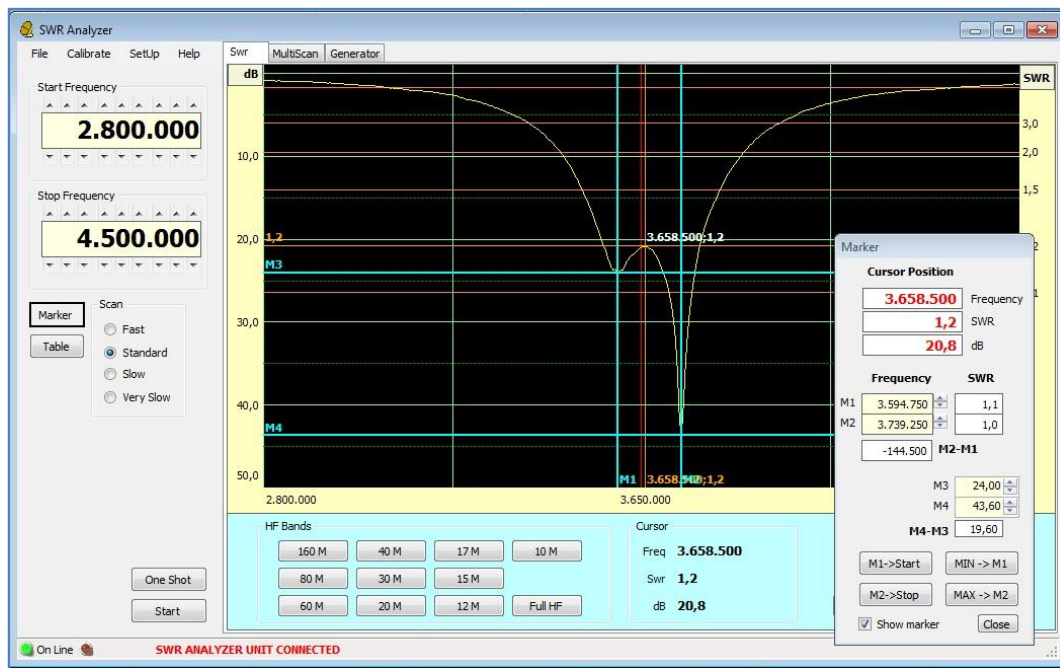 SWR Analyzer
File Calibrate SetUp Help
Swr MultiScan Generator
Start Frequency
2.800.000
Stop Frequency
4.500.000
Marker
Table
Scan
Fast
Standard
Slow
Very Slow
One Shot
Start
dB
SWR
10,0
20,0
30,0
40,0
50,0
3,0
2,0
1,5
1,2
M3
M4
3.658.500;1,2
M1
3.658.500;1,2
M2
2.800.000
3.650.000
HF Bands
160 M 40 M 17 M 10 M
80 M 30 M 15 M
60 M 20 M 12 M Full HF
Cursor
Freq 3.658.500
Swr 1,2
dB 20,8
Marker
Cursor Position
3.658.500 Frequency
1,2 SWR
20,8 dB
Frequency SWR
M1 3.594.750 1,1
M2 3.739.250 1,0
-144.500 M2-M1
M3 24,00
M4 43,60
M4-M3 19,60
M1->Start MIN -> M1
M2->Stop MAX -> M2
Show marker Close
On Line SWR ANALYZER UNIT CONNECTED